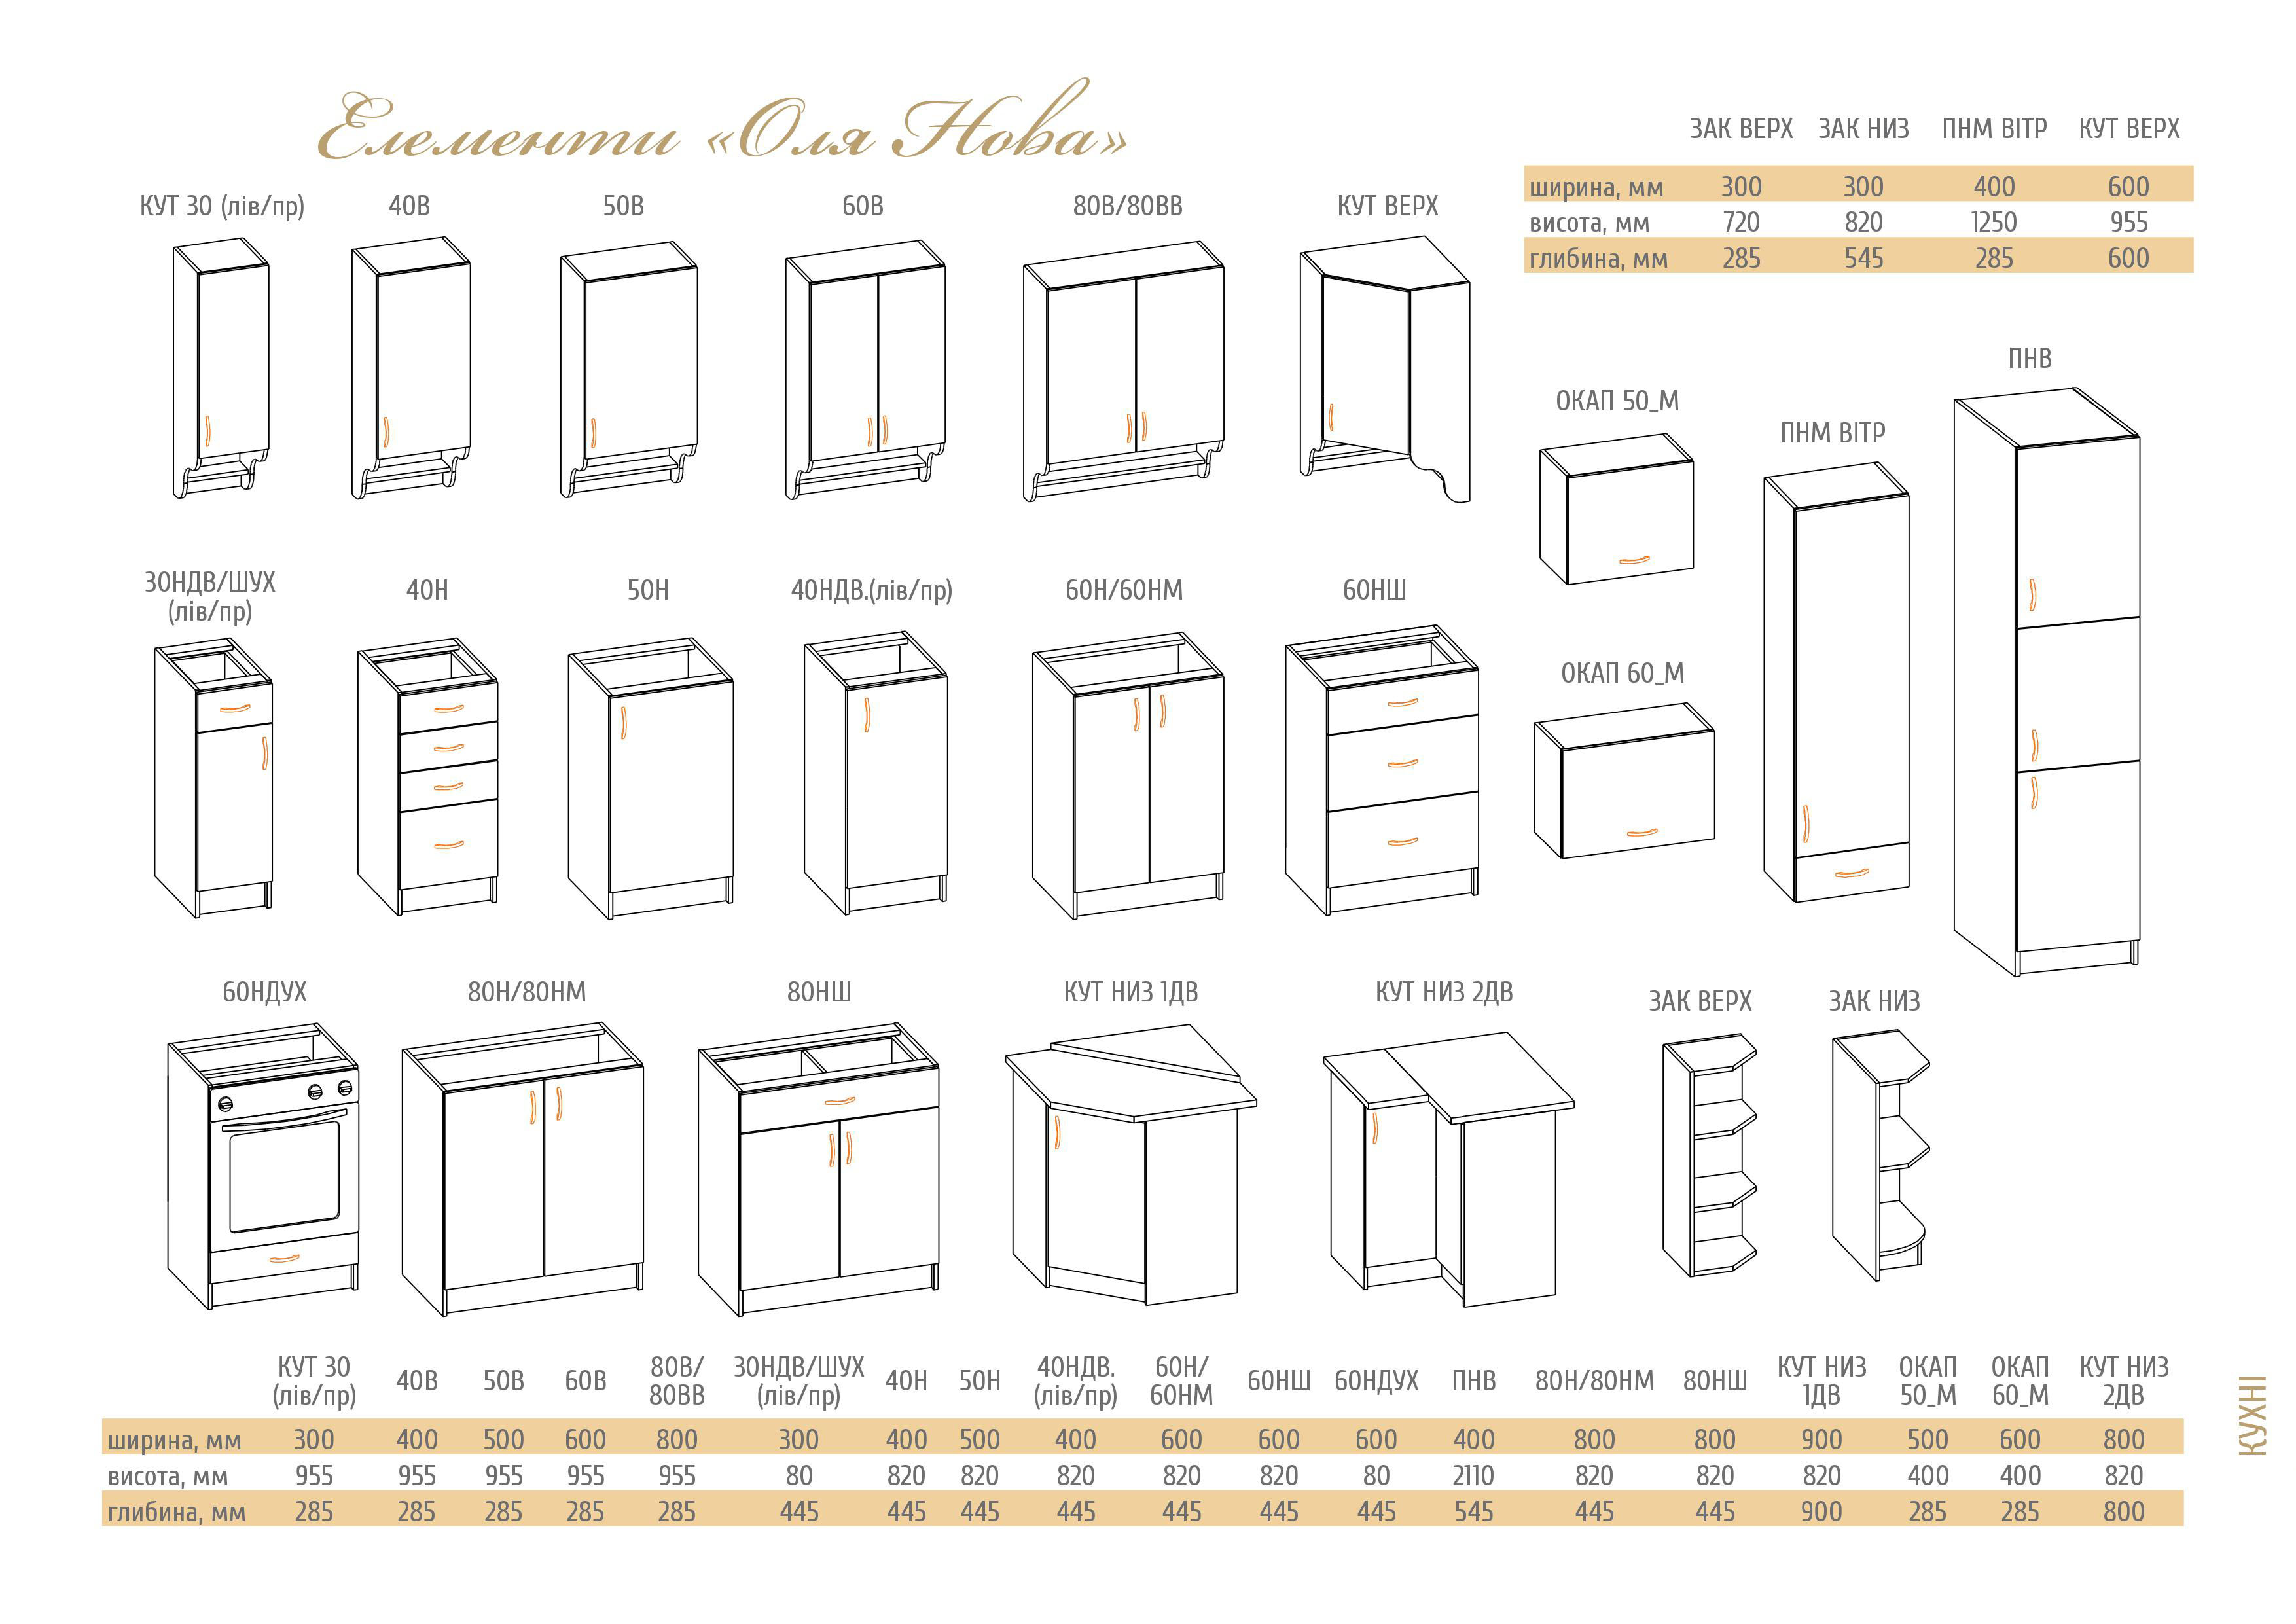 Елементи «Оля Нова»
ЗАК ВЕРХ ЗАК НИЗ ПНМ ВІТР КУТ ВЕРХ
ширина, мм 300 300 400 600
висота, мм 720 820 1250 955
глибина, мм 285 545 285 600
КУТ 30 (лів/пр) 40В 50В 60В 80В/80ВВ КУТ ВЕРХ
ПНВ
ОКАП 50_М
ПНМ ВІТР
30НДВ/ШУХ
(лів/пр)
40Н 50Н 40НДВ.(лів/пр) 60Н/60НМ 60НШ
ОКАП 60_М
60НДУХ 80Н/80НМ 80НШ КУТ НИЗ 1ДВ КУТ НИЗ 2ДВ ЗАК ВЕРХ ЗАК НИЗ
КУТ 30
(лів/пр)
40В 50В 60В
80В/
80ВВ
30НДВ/ШУХ
(лів/пр)
40Н 50Н
40НДВ.
(лів/пр)
60Н/
60НМ
60НШ 60НДУХ ПНВ 80Н/80НМ 80НШ
КУТ НИЗ
1ДВ
ОКАП
50_М
ОКАП
60_М
КУТ НИЗ
2ДВ
ширина, мм 300 400 500 600 800 300 400 500 400 600 600 600 400 800 800 900 500 600 800
висота, мм 955 955 955 955 955 80 820 820 820 820 820 80 2110 820 820 820 400 400 820
глибина, мм 285 285 285 285 285 445 445 445 445 445 445 445 545 445 445 900 285 285 800
КУХНІ